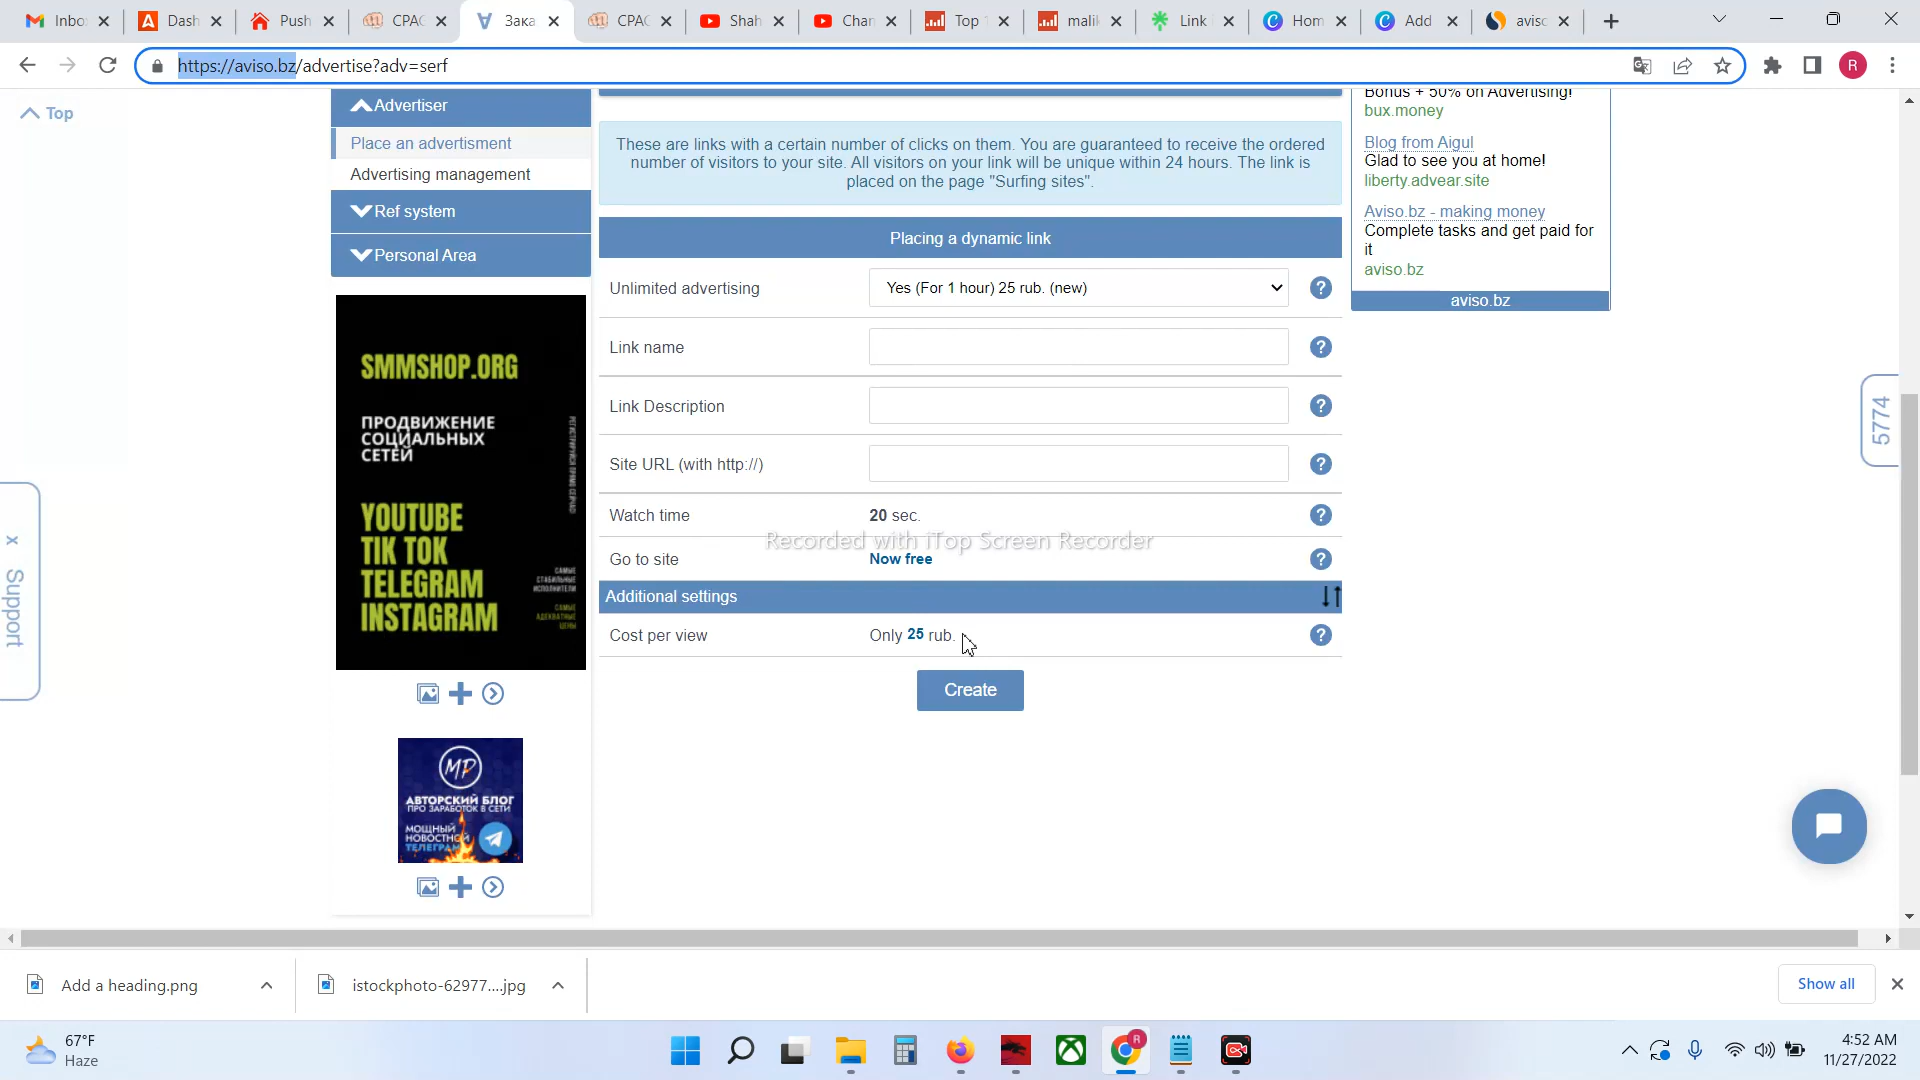 Inbo
Dash
Push
CPAC
Зака
CPAC
Shah
Char
Top
malik
Link
Hom
Add
aviso
https://aviso.bz/advertise?adv=serf
R
Top
Advertiser
Place an advertisment
Advertising management
Ref system
Personal Area
SMMSHOP.ORG
ПРОДВИЖЕНИЕ
СОЦИАЛЬНЫХ
СЕТЕЙ
YOUTUBE
TIK TOK
TELEGRAM
INSTAGRAM
САМЫЕ
СТАБИЛЬНЫЕ
ИСПОЛНИТЕЛИ
САМЫЕ
АДЕКВАТНЫЕ
ЦЕНЫ
MP
АВТОРСКИЙ БЛОГ
ПРО ЗАРАБОТОК В СЕТИ
МОЩНЫЙ
НОВОСТНОЙ
ТЕЛЕГРАМ
x Support
These are links with a certain number of clicks on them. You are guaranteed to receive the ordered
number of visitors to your site. All visitors on your link will be unique within 24 hours. The link is
placed on the page "Surfing sites".
Placing a dynamic link
Unlimited advertising
Yes (For 1 hour) 25 rub. (new)
?
Link name
?
Link Description
?
Site URL (with http://)
?
Watch time
20 sec.
?
Recorded with iTop Screen Recorder
Go to site
Now free
?
Additional settings
Cost per view
Only 25 rub.
?
Create
Bonus + 50% on Advertising!
bux.money
Blog from Aigul
Glad to see you at home!
liberty.advear.site
Aviso.bz - making money
Complete tasks and get paid for
it
aviso.bz
aviso.bz
5774
Add a heading.png
istockphoto-62977....jpg
Show all
67°F
Haze
R
4:52 AM
11/27/2022